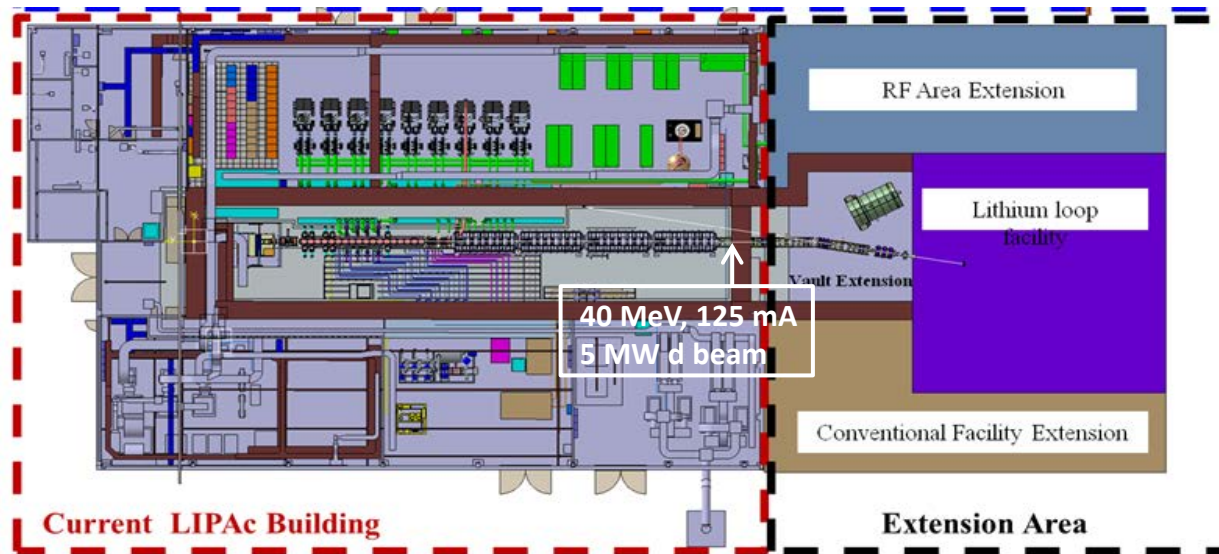 RF Area Extension
Lithium loop
facility
Vault Extension
40 MeV, 125 mA
5 MW d beam
Conventional Facility Extension
Current LIPAc Building
Extension Area